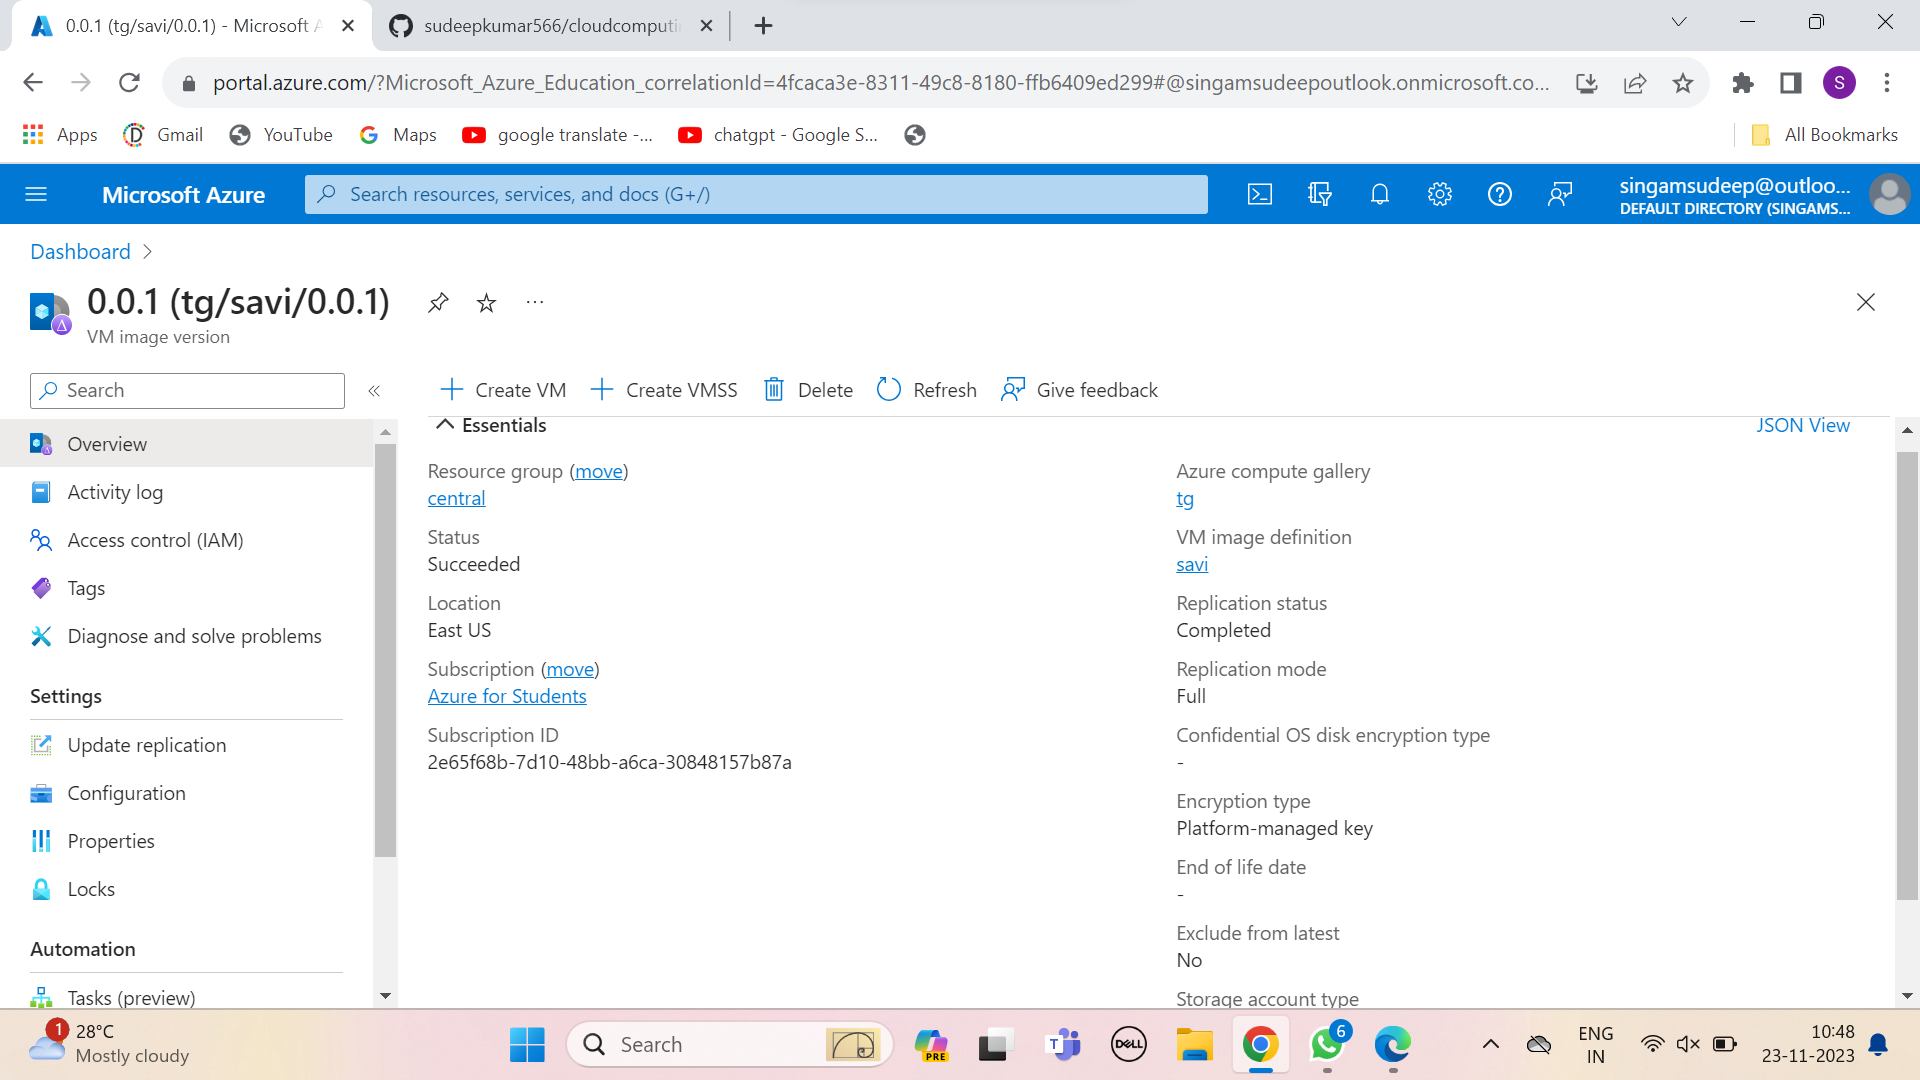 0.0.1 (tg/savi/0.0.1) - Microsoft A
sudeepkumar566/cloudcomputi
portal.azure.com/?Microsoft_Azure_Education_correlationId=4fcaca3e-8311-49c8-8180-ffb6409ed299#@singamsudeepoutlook.onmicrosoft.co...
S
Apps
Gmail
YouTube
Maps
google translate -...
chatgpt - Google S...
All Bookmarks
Microsoft Azure
Search resources, services, and docs (G+/)
singamsudeep@outloo...
DEFAULT DIRECTORY (SINGAMS...
Dashboard
0.0.1 (tg/savi/0.0.1)
VM image version
Search
Create VM
Create VMSS
Delete
Refresh
Give feedback
Overview
Activity log
Access control (IAM)
Tags
Diagnose and solve problems
Settings
Update replication
Configuration
Properties
Locks
Automation
Tasks (preview)
Essentials
JSON View
Resource group (move)
central
Status
Succeeded
Location
East US
Subscription (move)
Azure for Students
Subscription ID
2e65f68b-7d10-48bb-a6ca-30848157b87a
Azure compute gallery
tg
VM image definition
savi
Replication status
Completed
Replication mode
Full
Confidential OS disk encryption type
-
Encryption type
Platform-managed key
End of life date
-
Exclude from latest
No
Storage account type
1
28°C
Mostly cloudy
Search
PRE
T
DELL
6
ENG
IN
10:48
23-11-2023